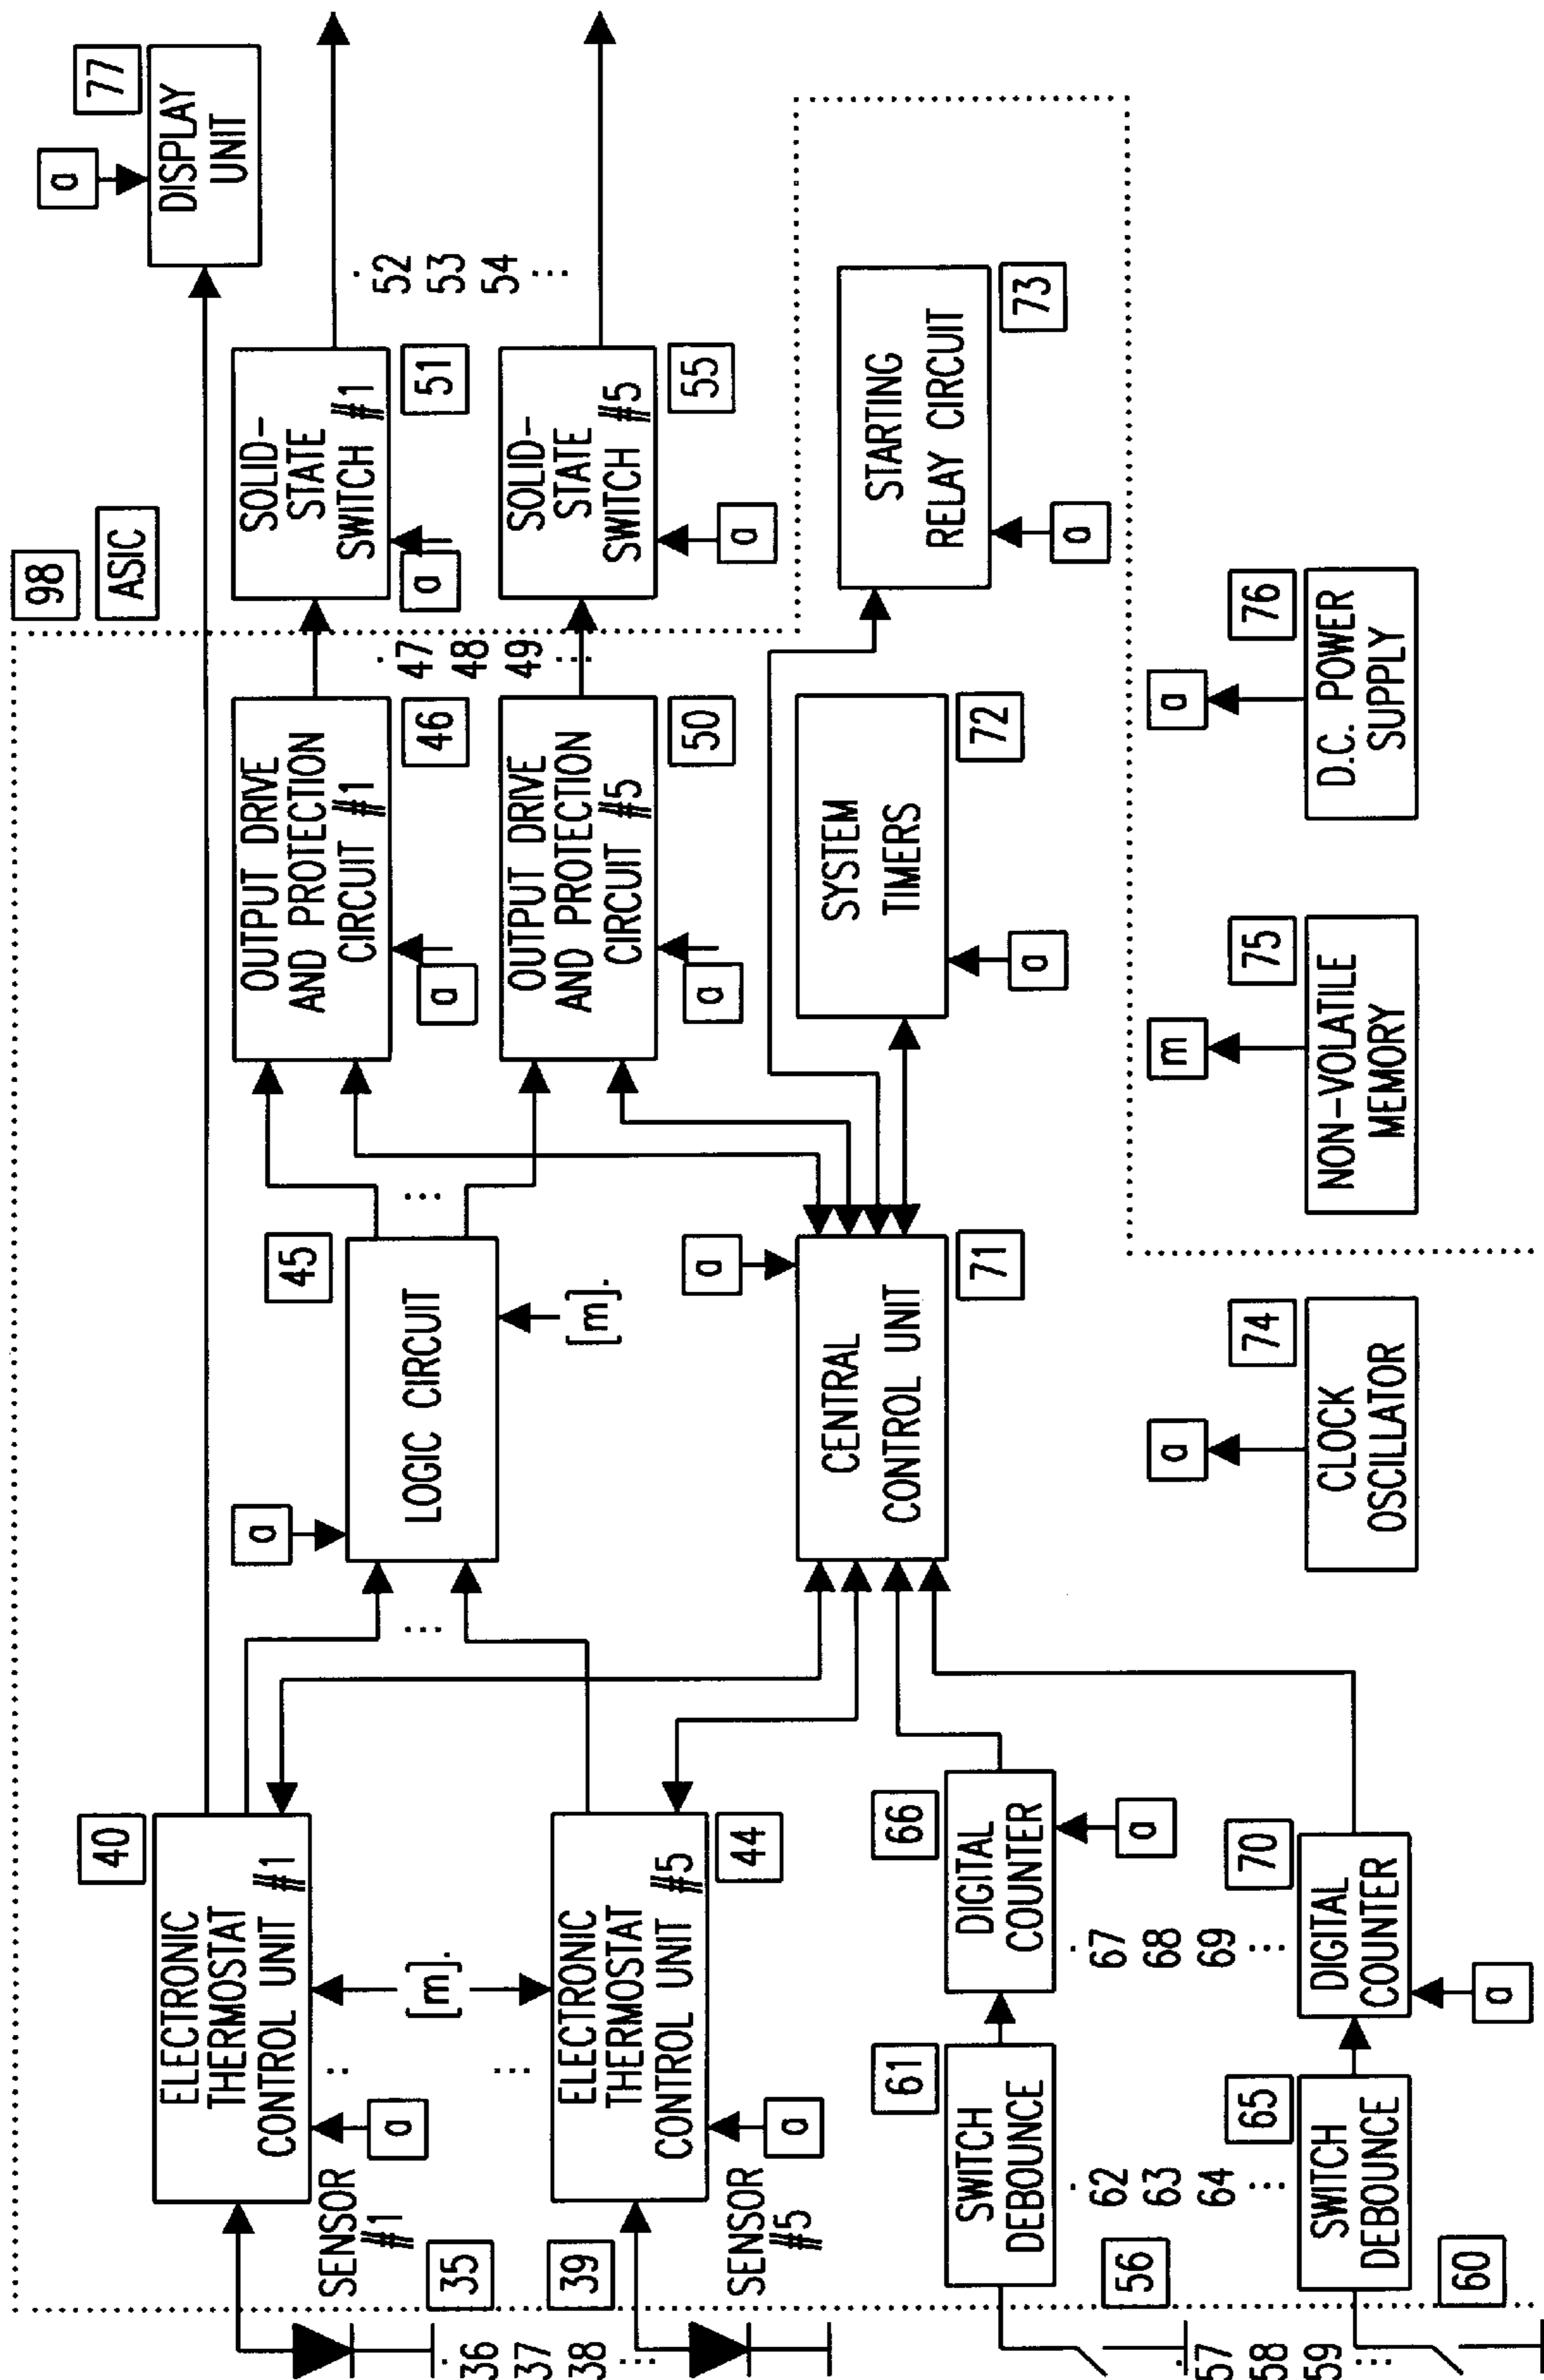 98
ASIC
a
77
DISPLAY
UNIT
40
ELECTRONIC
THERMOSTAT
CONTROL UNIT #1
a
[m].
SENSOR
#1
35
36
37
38
39
ELECTRONIC
THERMOSTAT
CONTROL UNIT #5
44
a
SENSOR
#5
a
45
LOGIC CIRCUIT
[m].
OUTPUT DRIVE
AND PROTECTION
CIRCUIT #1
46
a
47
48
49
OUTPUT DRIVE
AND PROTECTION
CIRCUIT #5
50
a
SOLID-
STATE
SWITCH #1
51
a
52
53
54
SOLID-
STATE
SWITCH #5
55
a
61
SWITCH
DEBOUNCE
56
57
58
59
62
63
64
65
SWITCH
DEBOUNCE
60
66
DIGITAL
COUNTER
a
67
68
69
70
DIGITAL
COUNTER
a
a
CENTRAL
CONTROL UNIT
71
SYSTEM
TIMERS
72
a
STARTING
RELAY CIRCUIT
73
a
a
74
CLOCK
OSCILLATOR
m
75
NON-VOLATILE
MEMORY
a
76
D.C. POWER
SUPPLY